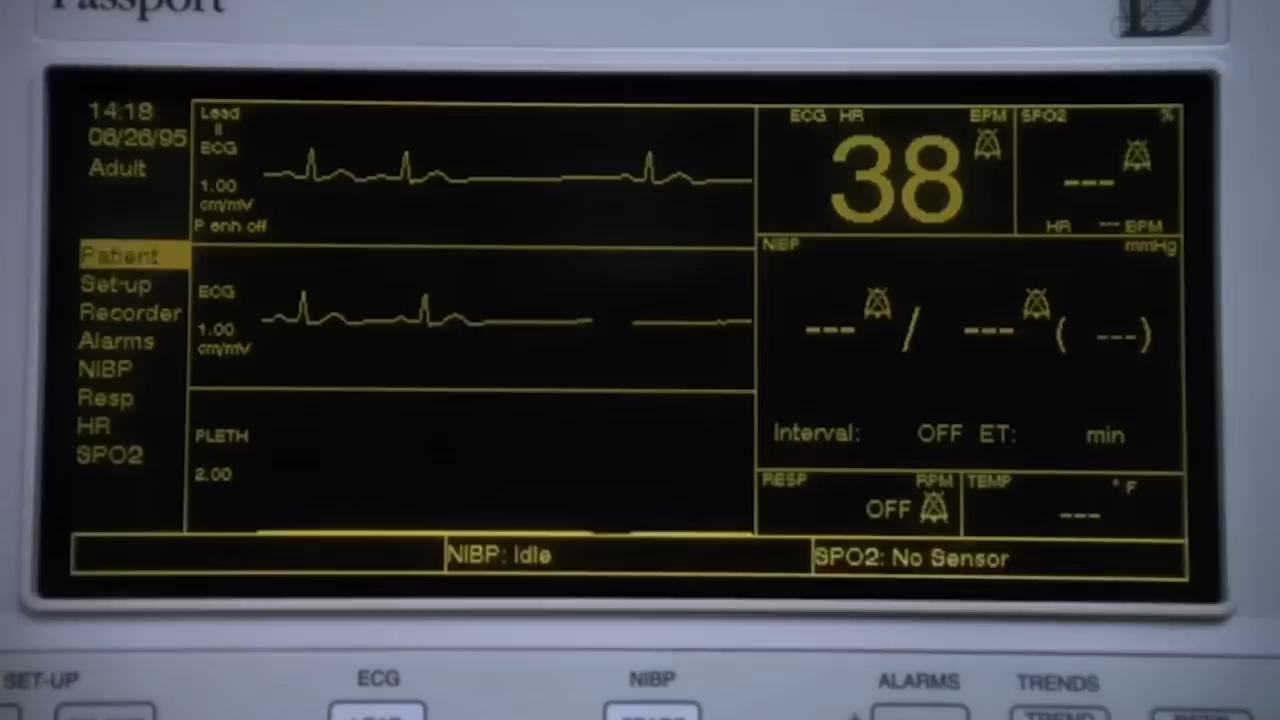 Passport
14:18
06/26/95
Adult
Patient
Set-up
Recorder
Alarms
NIBP
Resp
HR
SPO2
Lead
II
ECG
1.00
cm/mV
P enh off
ECG
1.00
cm/mV
PLETH
2.00
ECG HR BPM
38
SPO2 %
---
HR --- BPM
NIBP mmHg
--- / --- ( ---)
Interval: OFF ET: min
RESP RPM
OFF
TEMP ° F
---
NIBP: Idle
SPO2: No Sensor
SET-UP
ECG
NIBP
ALARMS
TRENDS
LEAD
START
TREND